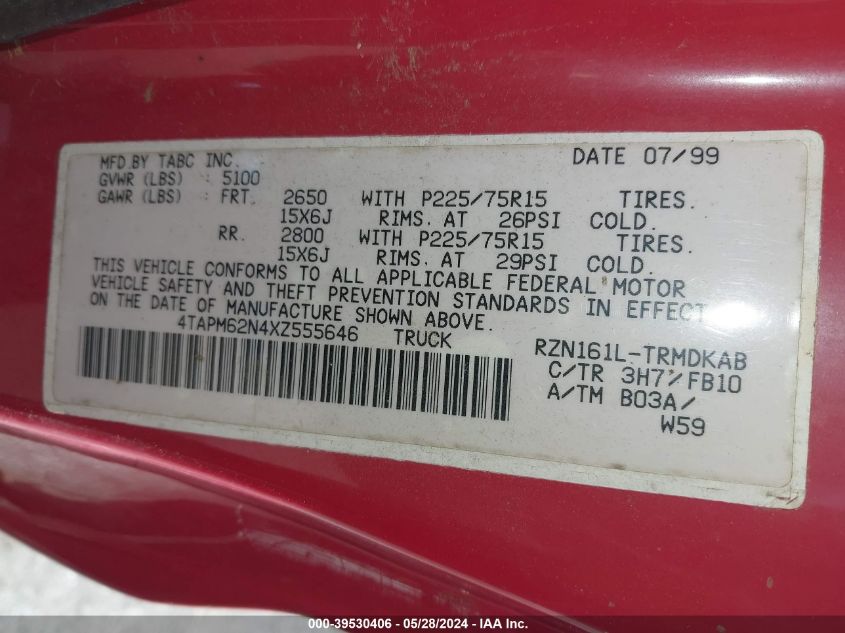 MFD.BY TABC INC. DATE 07/99
GVWR (LBS) : 5100
GAWR (LBS) : FRT. 2650 WITH P225/75R15 TIRES.
15X6J RIMS. AT 26PSI COLD.
RR. 2800 WITH P225/75R15 TIRES.
15X6J RIMS. AT 29PSI COLD.
THIS VEHICLE CONFORMS TO ALL APPLICABLE FEDERAL MOTOR
VEHICLE SAFETY AND THEFT PREVENTION STANDARDS IN EFFECT
ON THE DATE OF MANUFACTURE SHOWN ABOVE.
4TAPM62N4XZ555646 TRUCK
RZN161L-TRMDKAB
C/TR 3H7/FB10
A/TM B03A/
W59
000-39530406 - 05/28/2024 - IAA Inc.